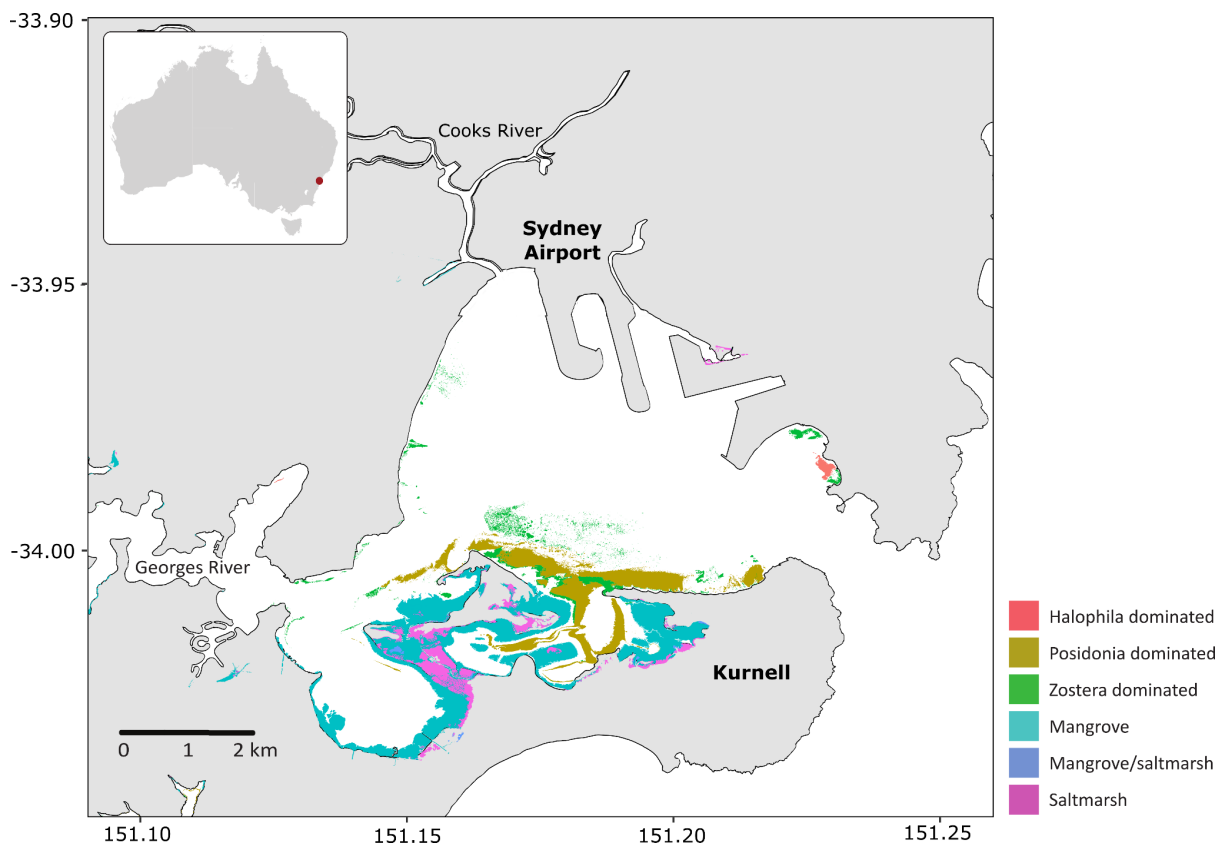 -33.90
Cooks River
Sydney
Airport
-33.95
-34.00
Georges River
Kurnell
0 1 2 km
151.10 151.15 151.20 151.25
Halophila dominated
Posidonia dominated
Zostera dominated
Mangrove
Mangrove/saltmarsh
Saltmarsh